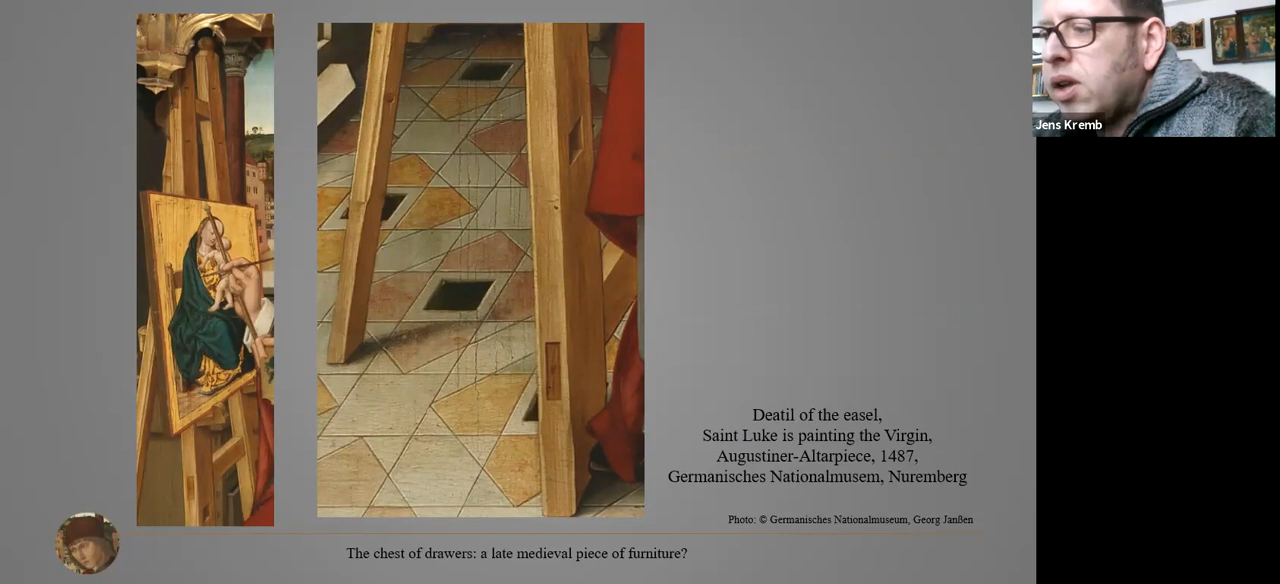 Jens Kremb
Deatil of the easel,
Saint Luke is painting the Virgin,
Augustiner-Altarpiece, 1487,
Germanisches Nationalmusem, Nuremberg
Photo: © Germanisches Nationalmuseum, Georg Janßen
The chest of drawers: a late medieval piece of furniture?